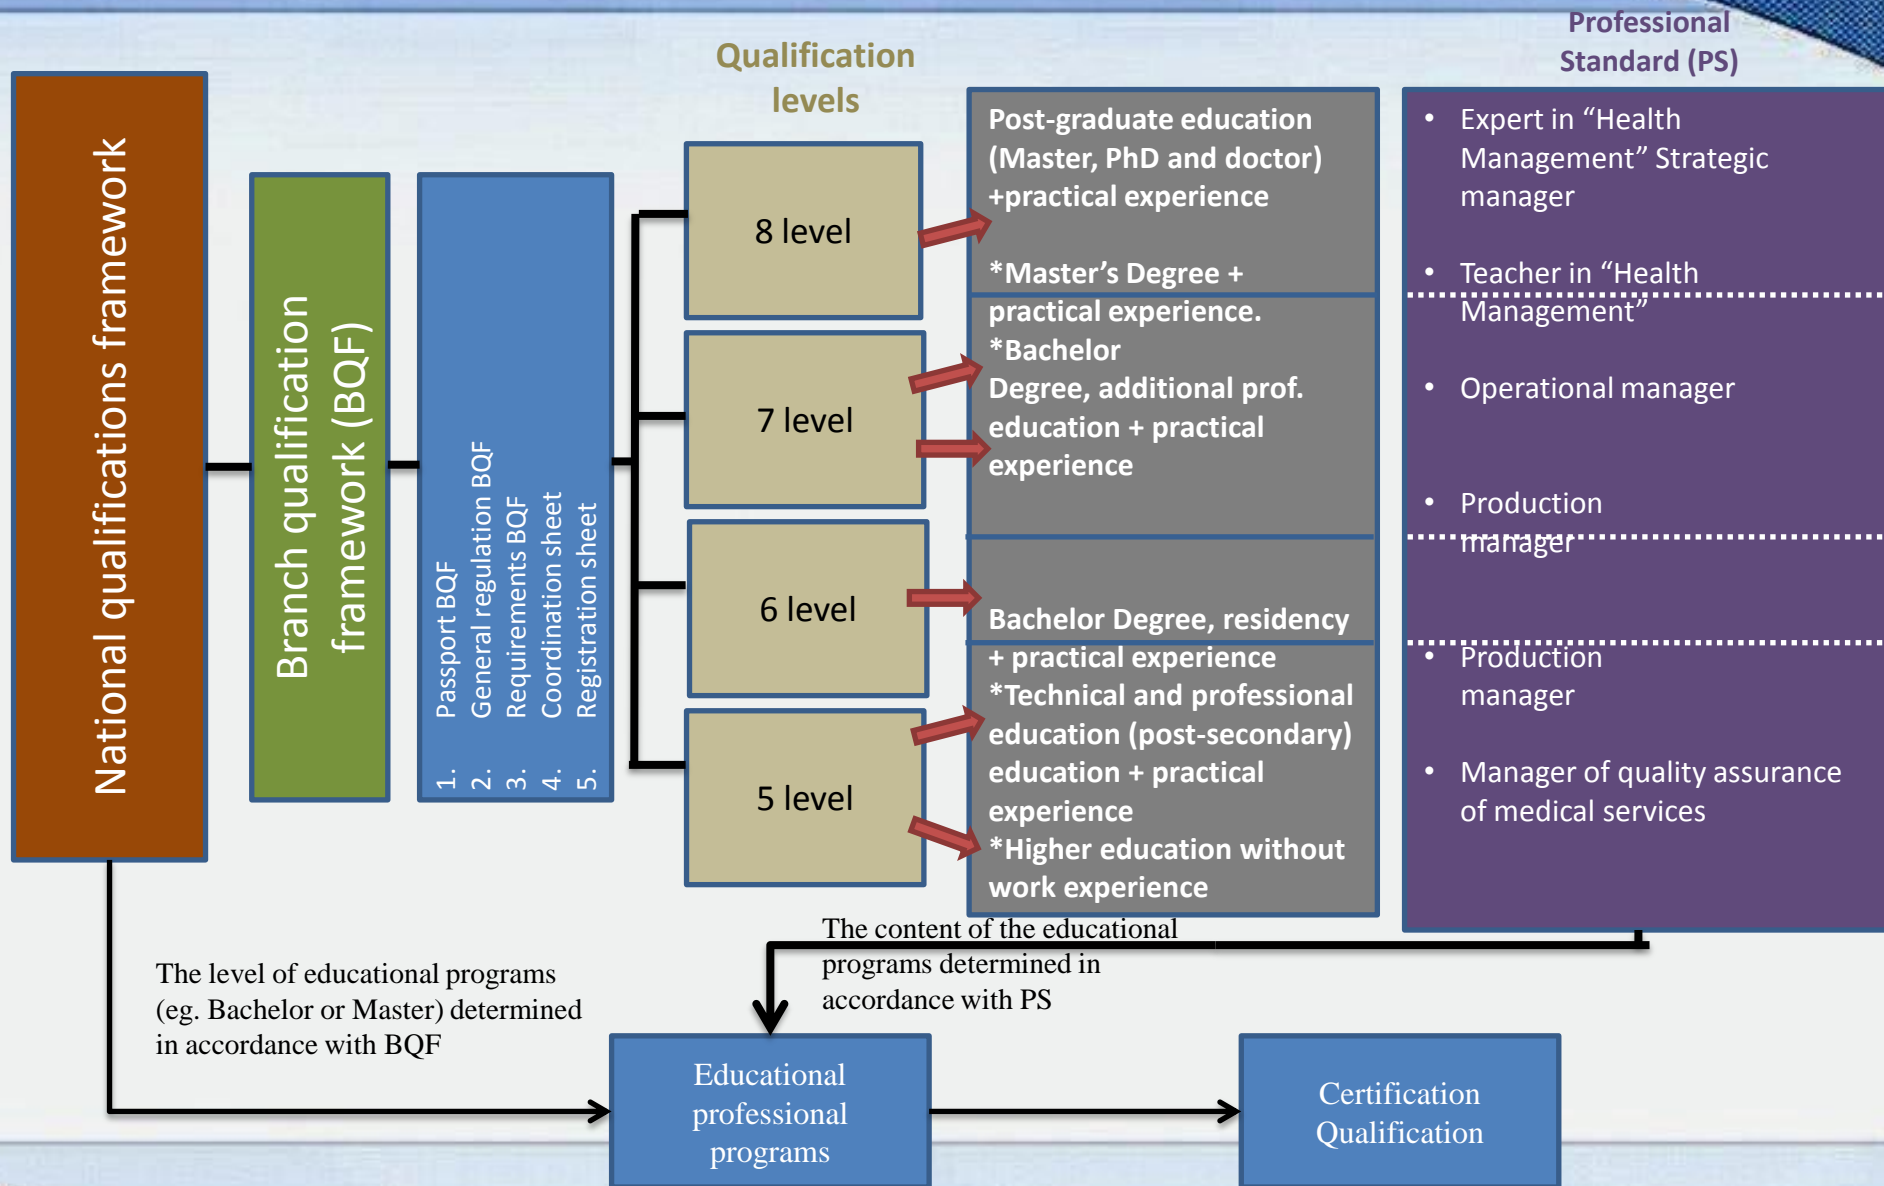 National qualifications framework
Branch qualification
framework (BQF)
1. Passport BQF
2. General regulation BQF
3. Requirements BQF
4. Coordination sheet
5. Registration sheet
Qualification
levels
8 level
7 level
6 level
5 level
Post-graduate education
(Master, PhD and doctor)
+practical experience
*Master’s Degree +
practical experience.
*Bachelor
Degree, additional prof.
education + practical
experience
Bachelor Degree, residency
+ practical experience
*Technical and professional
education (post-secondary)
education + practical
experience
*Higher education without
work experience
Professional
Standard (PS)
• Expert in “Health
Management” Strategic
manager
• Teacher in “Health
Management”
• Operational manager
• Production
manager
• Production
manager
• Manager of quality assurance
of medical services
The level of educational programs
(eg. Bachelor or Master) determined
in accordance with BQF
The content of the educational
programs determined in
accordance with PS
Educational
professional
programs
Certification
Qualification